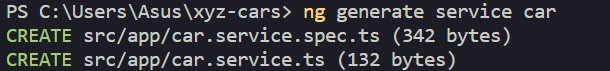 PS C:\Users\Asus\xyz-cars> ng generate service car
CREATE src/app/car.service.spec.ts (342 bytes)
CREATE src/app/car.service.ts (132 bytes)